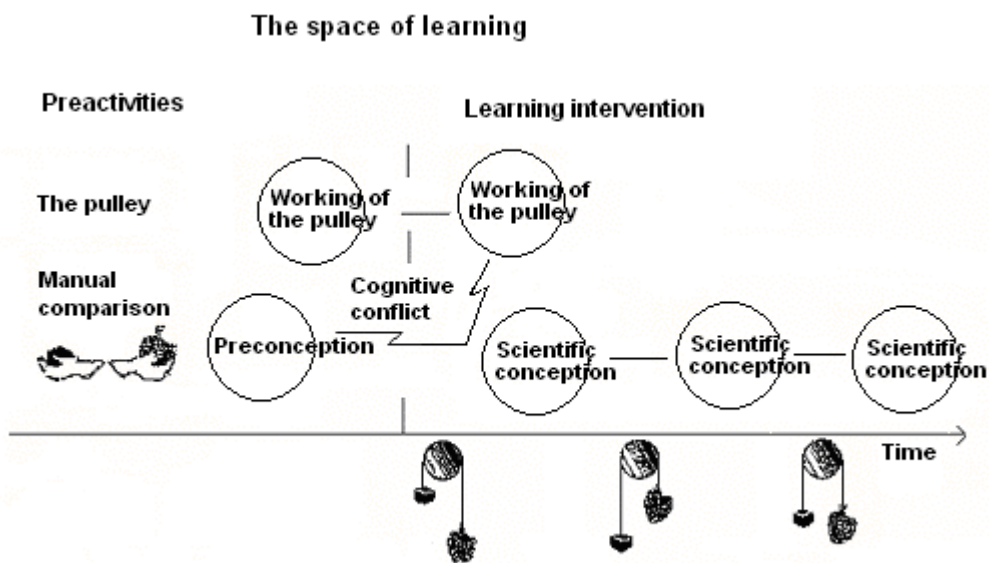 The space of learning
Preactivities
Learning intervention
The pulley
Working of
the pulley
Working of
the pulley
Manual
comparison
Cognitive
conflict
Preconception
Scientific
conception
Scientific
conception
Scientific
conception
Time